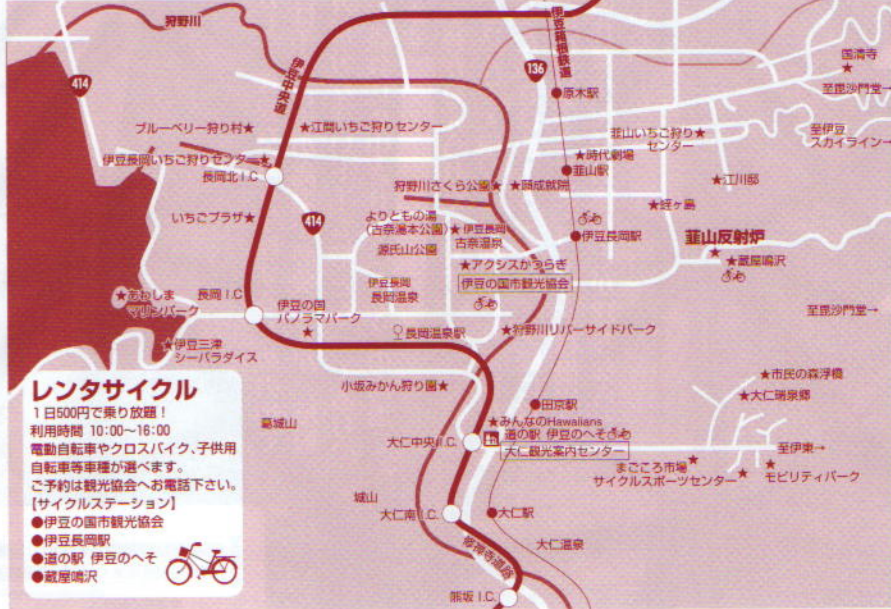 狩野川
414
伊豆中央道
136
伊豆箱根鉄道
国清寺
至毘沙門堂→
原木駅
ブルーベリー狩り村★
★江間いちご狩りセンター
韮山いちご狩り★
センター
至伊豆
スカイライン→
伊豆長岡いちご狩りセンター★
長岡北I.C
★時代劇場
韮山駅
狩野川さくら公園★
★願成就院
★江川邸
いちごプラザ★
414
よりともの湯
(古奈湯本公園)★
伊豆長岡
古奈温泉
源氏山公園
★蛭ヶ島
伊豆長岡駅
韮山反射炉
★蔵屋鳴沢
★アクシスかつらぎ
伊豆の国市観光協会
★あわしま
マリンパーク
長岡I.C
伊豆の国
パノラマパーク
伊豆長岡
長岡温泉
至毘沙門堂→
長岡温泉駅
★狩野川リバーサイドパーク
☆伊豆三津
シーパラダイス
小坂みかん狩り園★
★市民の森浮橋
★大仁瑞泉郷
田京駅
葛城山
★みんなのHawaiians
道の駅 伊豆のへそ
大仁中央I.C.
大仁観光案内センター
至伊東→
まごころ市場
サイクルスポーツセンター
モビリティパーク
城山
大仁南I.C.
大仁駅
大仁温泉
修善寺道路
熊坂I.C.
レンタサイクル
1日500円で乗り放題!
利用時間 10:00〜16:00
電動自転車やクロスバイク、子供用
自転車等車種が選べます。
ご予約は観光協会へお電話下さい。
【サイクルステーション】
●伊豆の国市観光協会
●伊豆長岡駅
●道の駅 伊豆のへそ
●蔵屋鳴沢